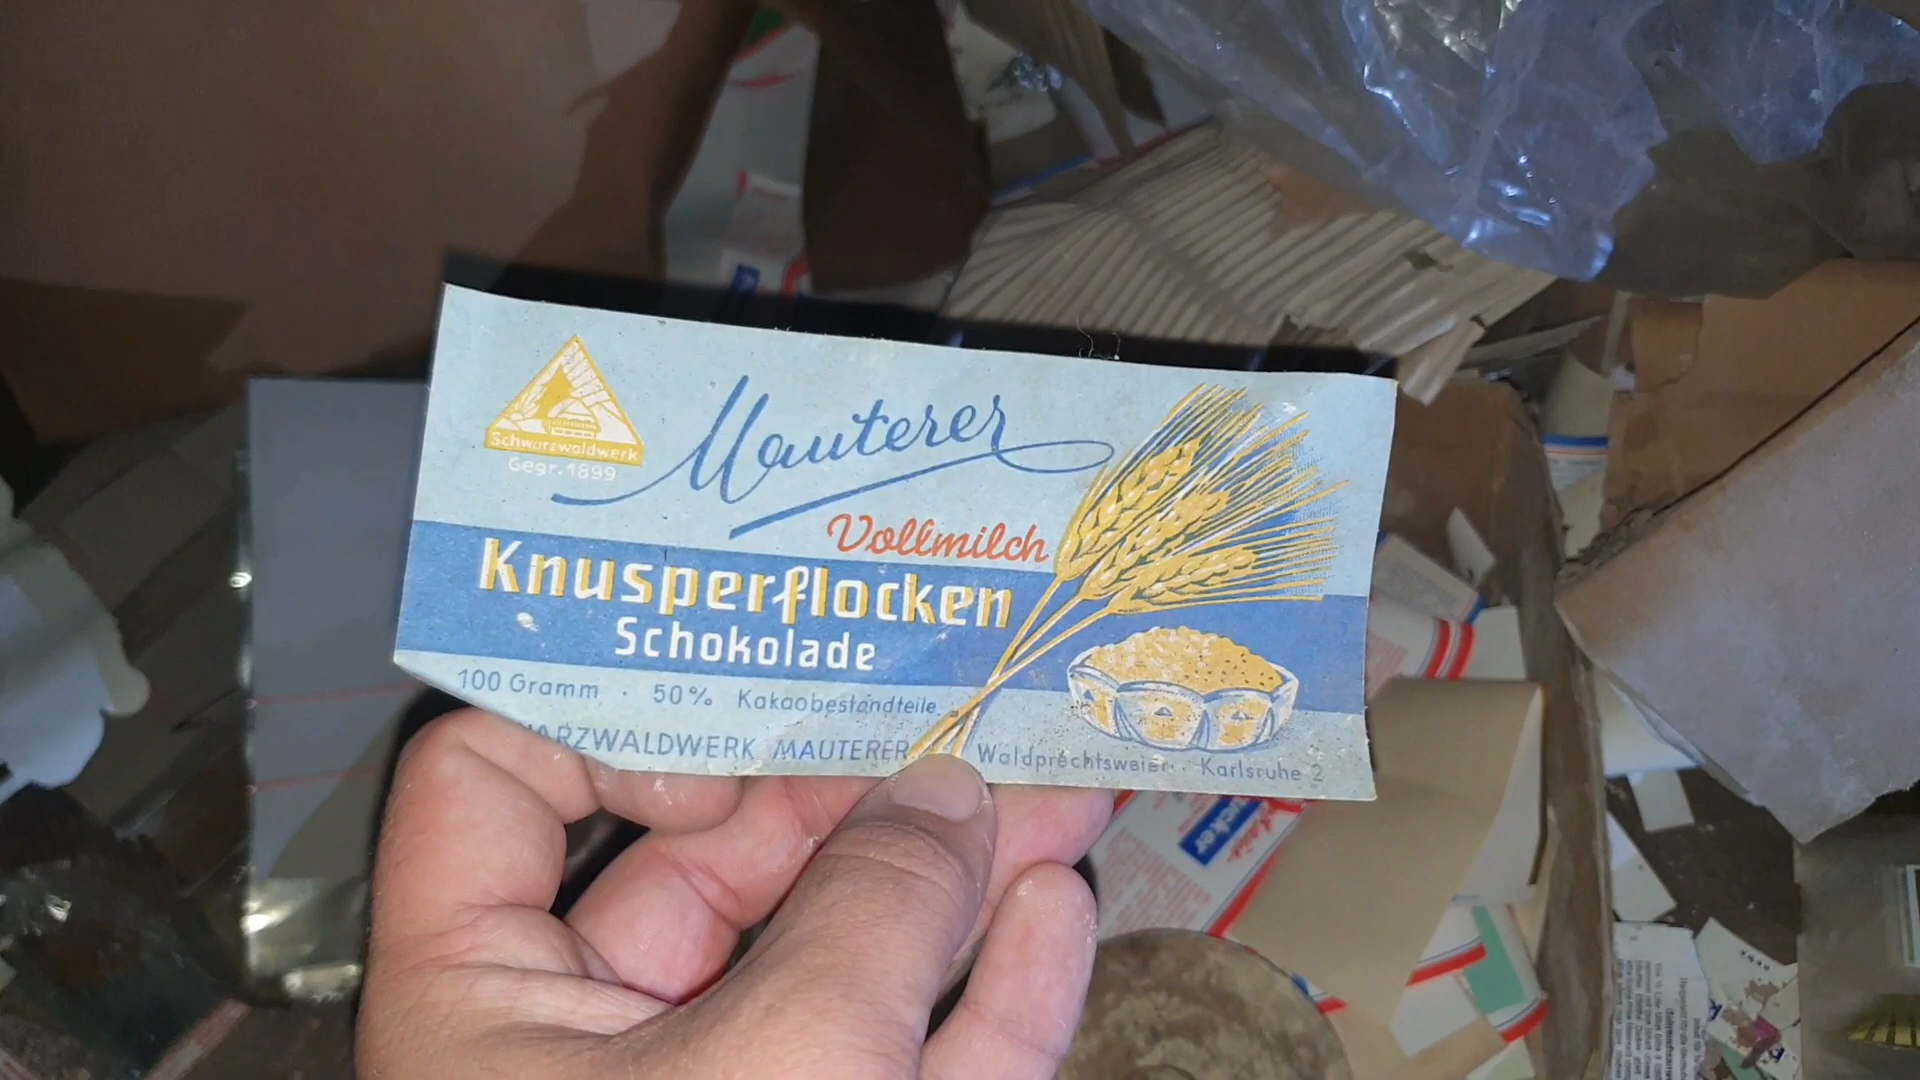 Schwarzwaldwerk
Gegr. 1899
Mauterer
Vollmilch
Knusperflocken
Schokolade
100 Gramm · 50% Kakaobestandteile
ARZWALDWERK MAUTERER Waldprechtsweier · Karlsruhe 2